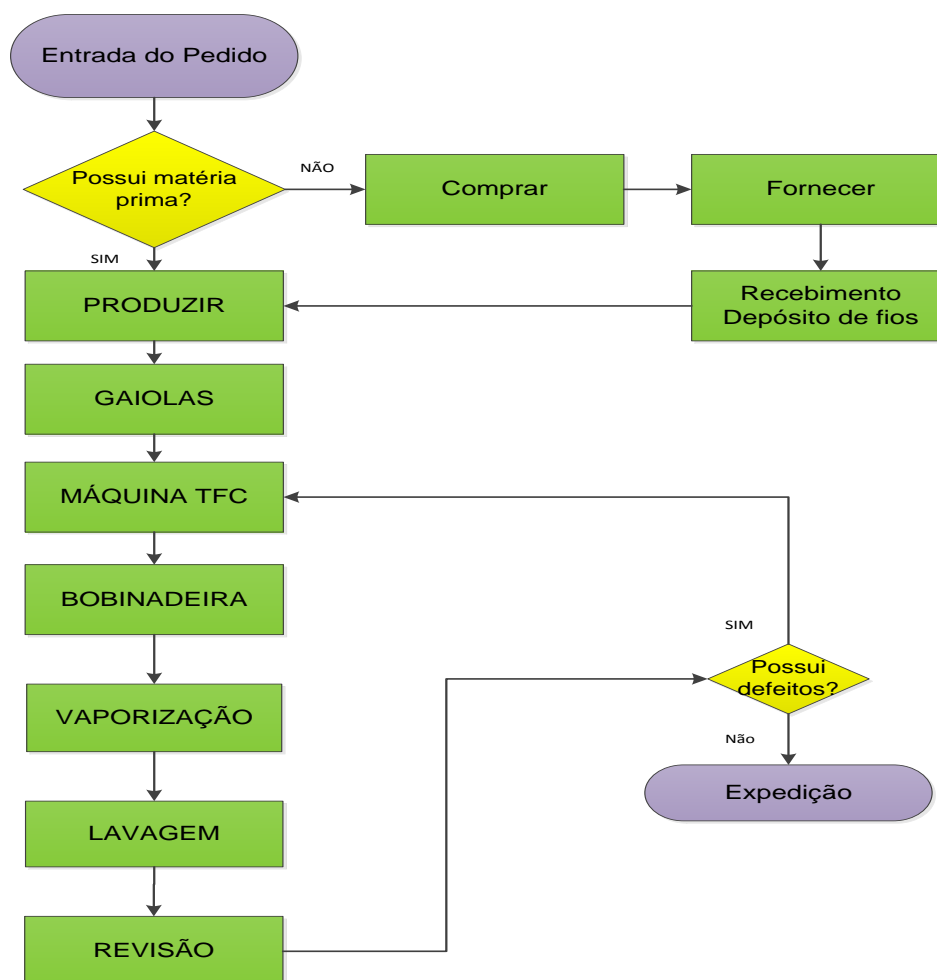 Entrada do Pedido
Possui matéria
prima?
NÃO
Comprar
Fornecer
SIM
PRODUZIR
Recebimento
Depósito de fios
GAIOLAS
MÁQUINA TFC
BOBINADEIRA
SIM
Possui
defeitos?
VAPORIZAÇÃO
Não
Expedição
LAVAGEM
REVISÃO